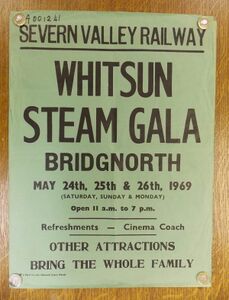 A00126l
SEVERN VALLEY RAILWAY
WHITSUN
STEAM GALA
BRIDGNORTH
MAY 24th, 25th & 26th, 1969
(SATURDAY, SUNDAY & MONDAY)
Open 11 a.m. to 7 p.m.
Refreshments — Cinema Coach
OTHER ATTRACTIONS
BRING THE WHOLE FAMILY